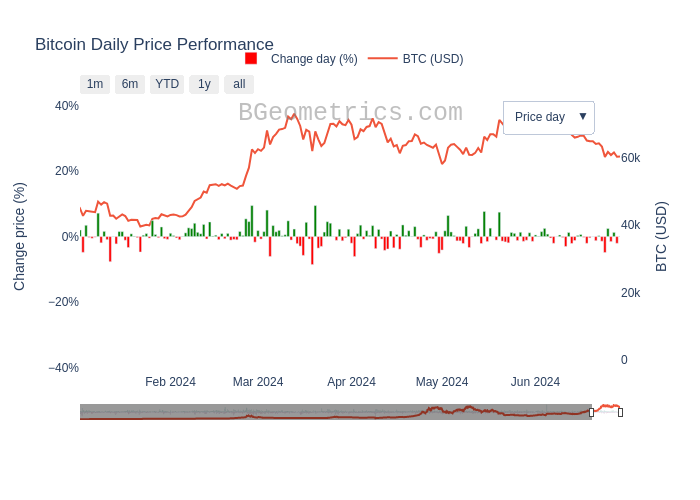 Bitcoin Daily Price Performance
Change day (%) BTC (USD)
1m 6m YTD 1y all
BGeometrics.com
Price day ▼
40%
20%
0%
−20%
−40%
Change price (%)
60k
40k
20k
0
BTC (USD)
Feb 2024 Mar 2024 Apr 2024 May 2024 Jun 2024